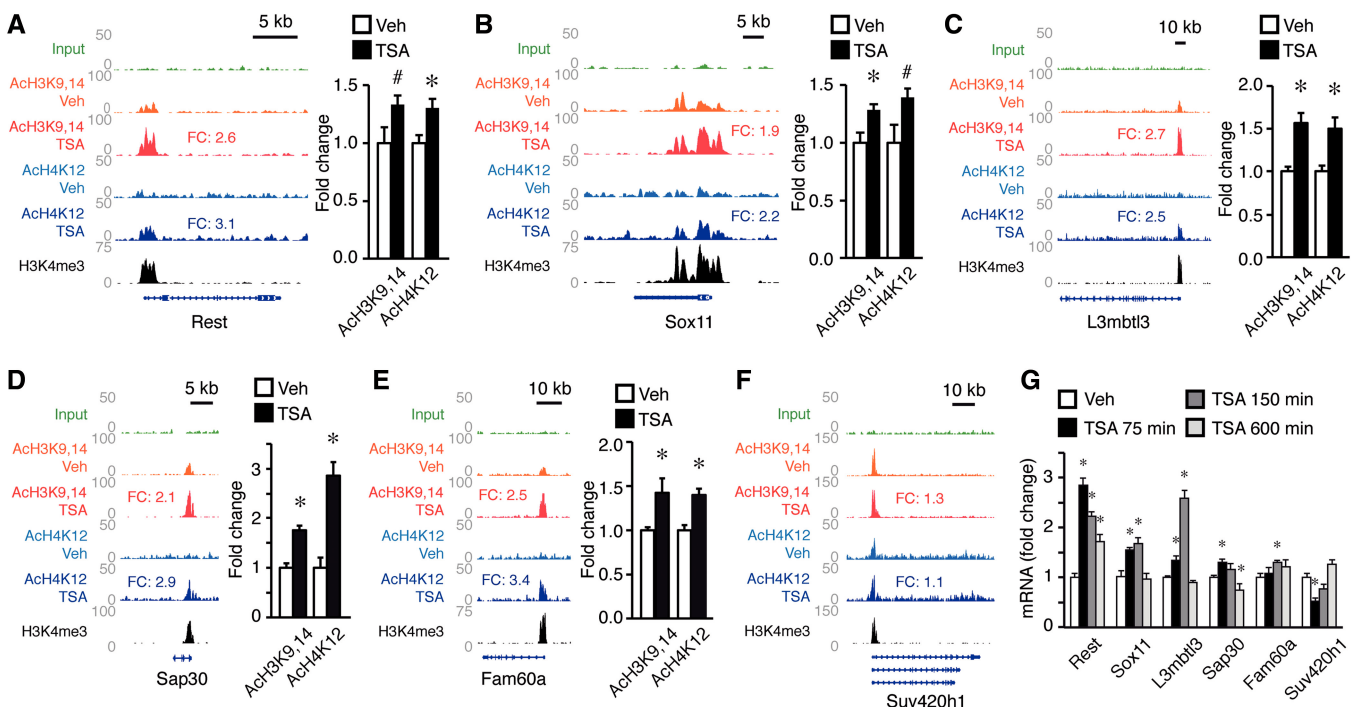 A
5 kb
Veh
TSA
Input
50
0
AcH3K9,14
Veh
100
0
AcH3K9,14
TSA
100
0
FC: 2.6
AcH4K12
Veh
50
0
AcH4K12
TSA
50
0
FC: 3.1
H3K4me3
75
0
Rest
Fold change
1.5
1.0
0.5
0.0
# *
AcH3K9,14
AcH4K12
B
5 kb
Veh
TSA
Input
50
0
AcH3K9,14
Veh
100
0
AcH3K9,14
TSA
100
0
FC: 1.9
AcH4K12
Veh
50
0
AcH4K12
TSA
50
0
FC: 2.2
H3K4me3
75
0
Sox11
Fold change
1.5
1.0
0.5
0.0
* #
AcH3K9,14
AcH4K12
C
10 kb
Veh
TSA
Input
50
0
AcH3K9,14
Veh
100
0
AcH3K9,14
TSA
100
0
FC: 2.7
AcH4K12
Veh
50
0
AcH4K12
TSA
50
0
FC: 2.5
H3K4me3
100
0
L3mbtl3
Fold change
2.0
1.5
1.0
0.5
0.0
* *
AcH3K9,14
AcH4K12
D
5 kb
Veh
TSA
Input
50
0
AcH3K9,14
Veh
100
0
AcH3K9,14
TSA
100
0
FC: 2.1
AcH4K12
Veh
50
0
AcH4K12
TSA
50
0
FC: 2.9
H3K4me3
100
0
Sap30
Fold change
3
2
1
0
* *
AcH3K9,14
AcH4K12
E
10 kb
Veh
TSA
Input
50
0
AcH3K9,14
Veh
100
0
AcH3K9,14
TSA
100
0
FC: 2.5
AcH4K12
Veh
50
0
AcH4K12
TSA
50
0
FC: 3.4
H3K4me3
75
0
Fam60a
Fold change
2.0
1.5
1.0
0.5
0.0
* *
AcH3K9,14
AcH4K12
F
10 kb
Input
50
0
AcH3K9,14
Veh
150
0
AcH3K9,14
TSA
150
0
FC: 1.3
AcH4K12
Veh
50
0
AcH4K12
TSA
50
0
FC: 1.1
H3K4me3
150
0
Suv420h1
G
Veh
TSA 75 min
TSA 150 min
TSA 600 min
mRNA (fold change)
3
2
1
0
* * * * * * * * * * *
Rest
Sox11
L3mbtl3
Sap30
Fam60a
Suv420h1